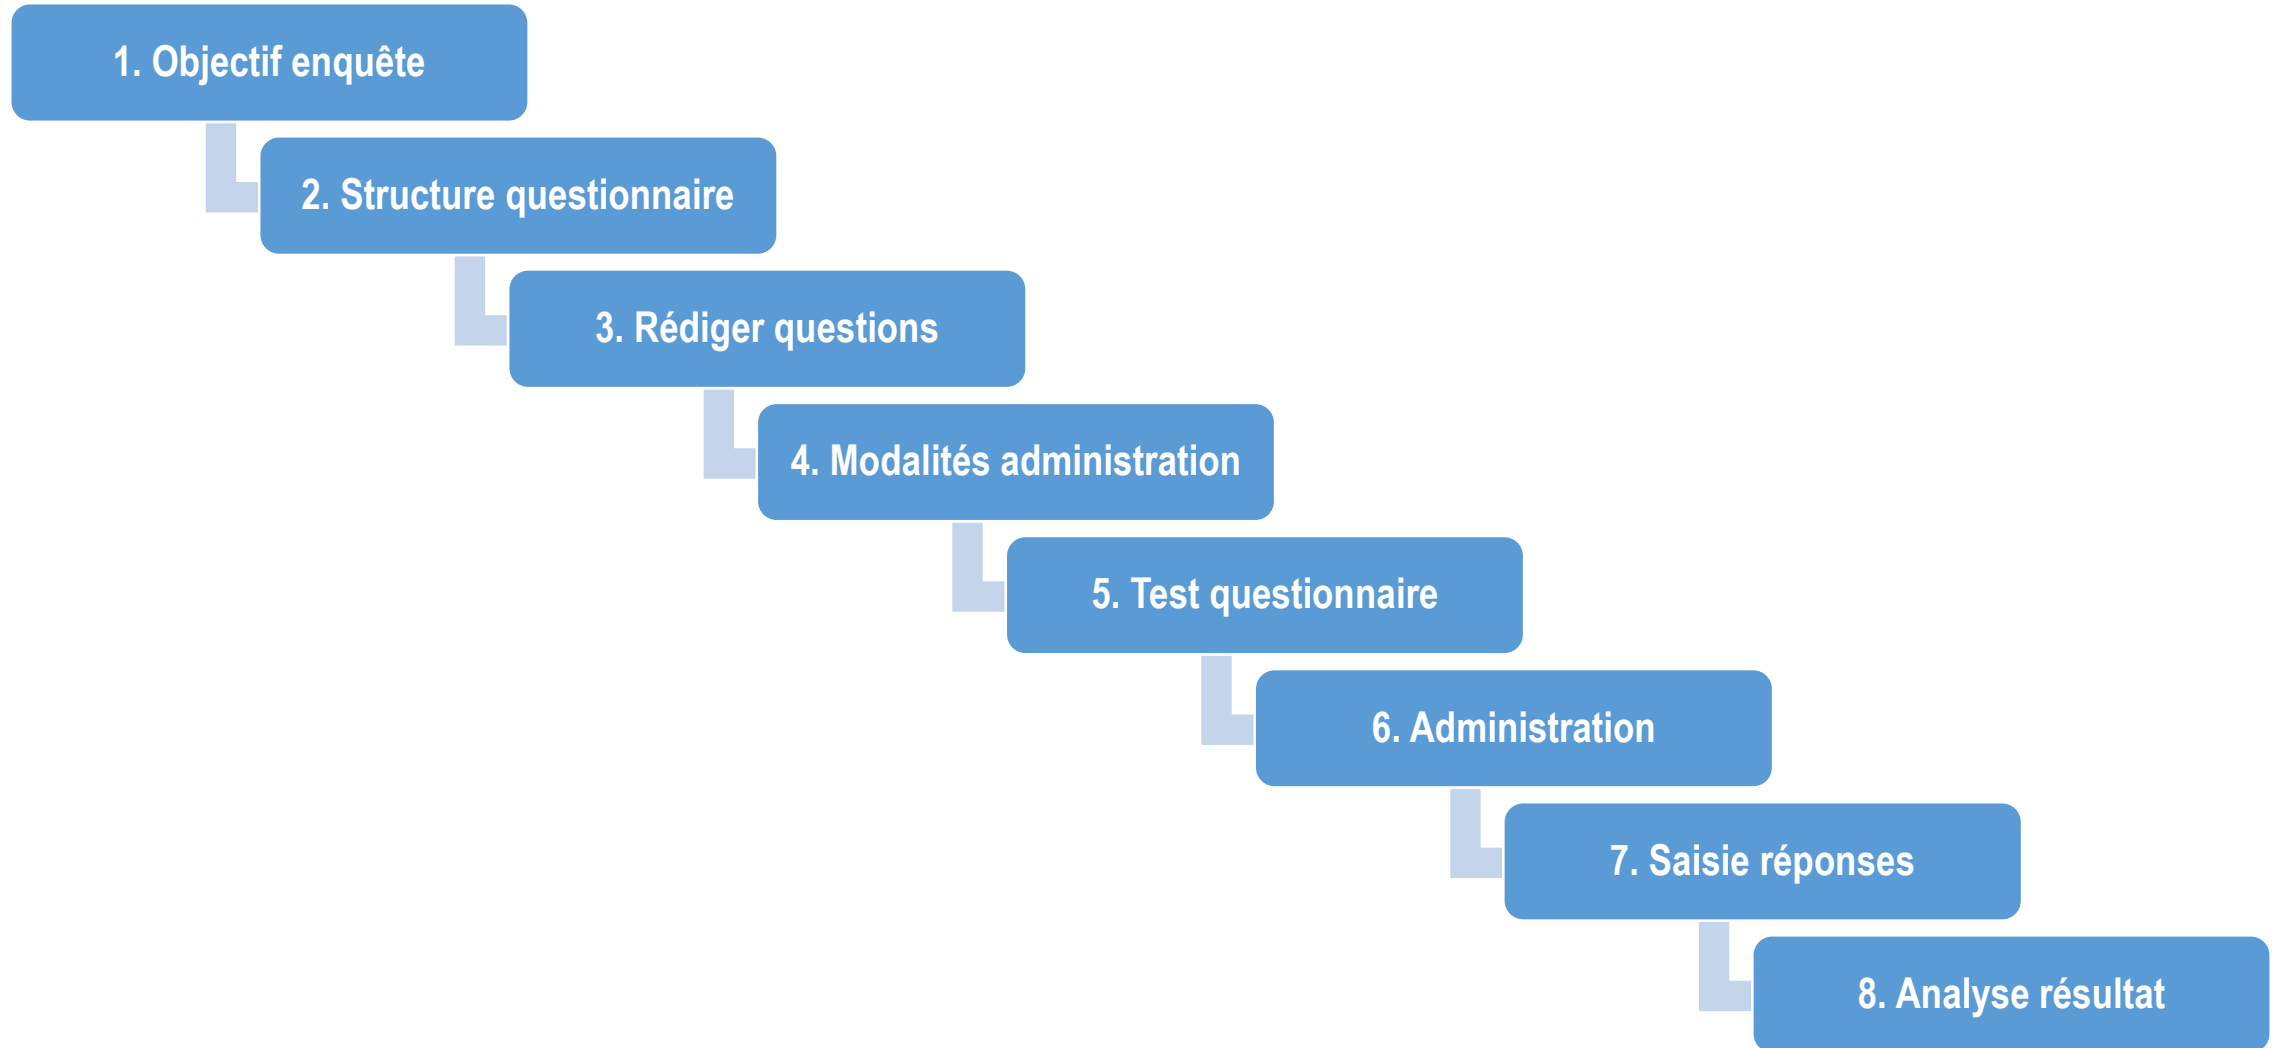 1. Objectif enquête
2. Structure questionnaire
3. Rédiger questions
4. Modalités administration
5. Test questionnaire
6. Administration
7. Saisie réponses
8. Analyse résultat